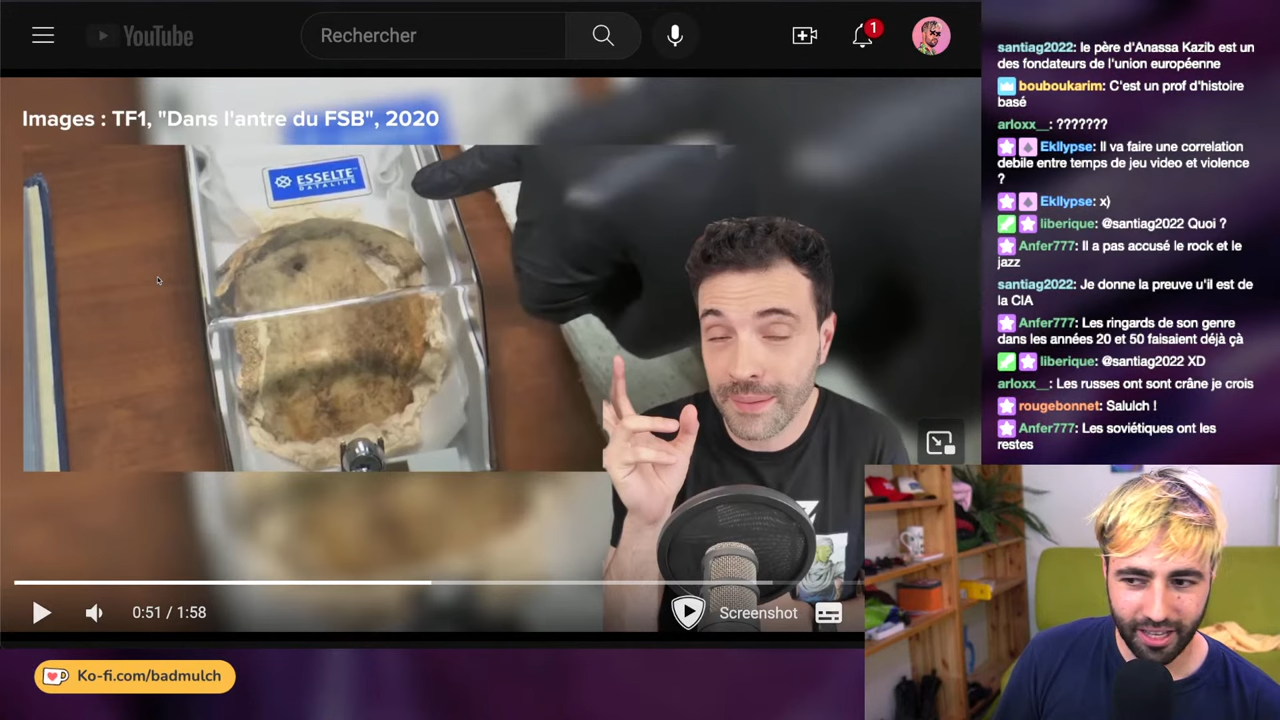 YouTube
Rechercher
1
Images : TF1, "Dans l'antre du FSB", 2020
ESSELTE
DATALINE
0:51 / 1:58
Screenshot
Ko-fi.com/badmulch
santiag2022: le père d'Anassa Kazib est un
des fondateurs de l'union européenne
bouboukarim: C'est un prof d'histoire
basé
arloxx__: ???????
Ekllypse: Il va faire une correlation
debile entre temps de jeu video et violence
?
Ekllypse: x)
liberique: @santiag2022 Quoi ?
Anfer777: Il a pas accusé le rock et le
jazz
santiag2022: Je donne la preuve u'il est de
la CIA
Anfer777: Les ringards de son genre
dans les années 20 et 50 faisaient déjà çà
liberique: @santiag2022 XD
arloxx__: Les russes ont sont crâne je crois
rougebonnet: Salulch !
Anfer777: Les soviétiques ont les
restes